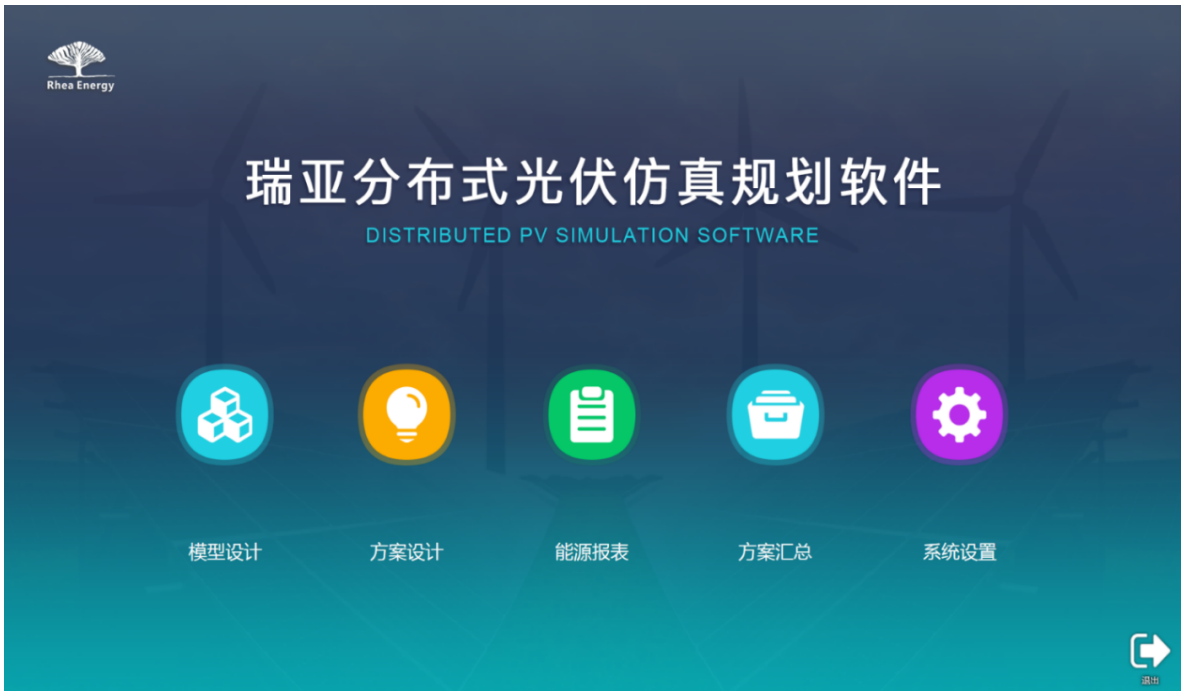 Rhea Energy
瑞亚分布式光伏仿真规划软件
DISTRIBUTED PV SIMULATION SOFTWARE
模型设计
方案设计
能源报表
方案汇总
系统设置
退出